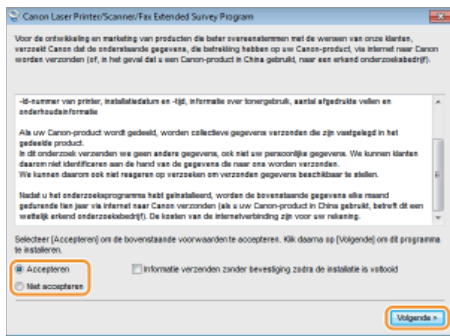 Canon Laser Printer/Scanner/Fax Extended Survey Program
Voor de ontwikkeling en marketing van producten die beter overeenstemmen met de wensen van onze klanten,
verzoekt Canon dat de onderstaande gegevens, die betrekking hebben op uw Canon-product, via internet naar Canon
worden verzonden (of, in het geval dat u een Canon-product in China gebruikt, naar een erkend onderzoeksbedrijf).
-Id-nummer van printer, installatiedatum en -tijd, informatie over tonergebruik, aantal afgedrukte vellen en
onderhoudsinformatie
Als uw Canon-product wordt gedeeld, worden collectieve gegevens verzonden die zijn vastgelegd in het
gedeelde product.
In dit onderzoek verzenden we geen andere gegevens, ook niet uw persoonlijke gegevens. We kunnen klanten
daarom niet identificeren aan de hand van de gegevens die naar ons worden verzonden.
We kunnen daarom ook niet reageren op verzoeken om verzonden gegevens beschikbaar te stellen.
Nadat u het onderzoeksprogramma hebt geïnstalleerd, worden de bovenstaande gegevens elke maand
gedurende tien jaar via internet naar Canon verzonden (als u uw Canon-product in China gebruikt, betreft dit een
wettelijk erkend onderzoeksbedrijf). De kosten van de internetverbinding zijn voor uw rekening.
Selecteer [Accepteren] om de bovenstaande voorwaarden te accepteren. Klik daarna op [Volgende] om dit programma
te installeren.
Accepteren
Informatie verzenden zonder bevestiging zodra de installatie is voltooid
Niet accepteren
Volgende >